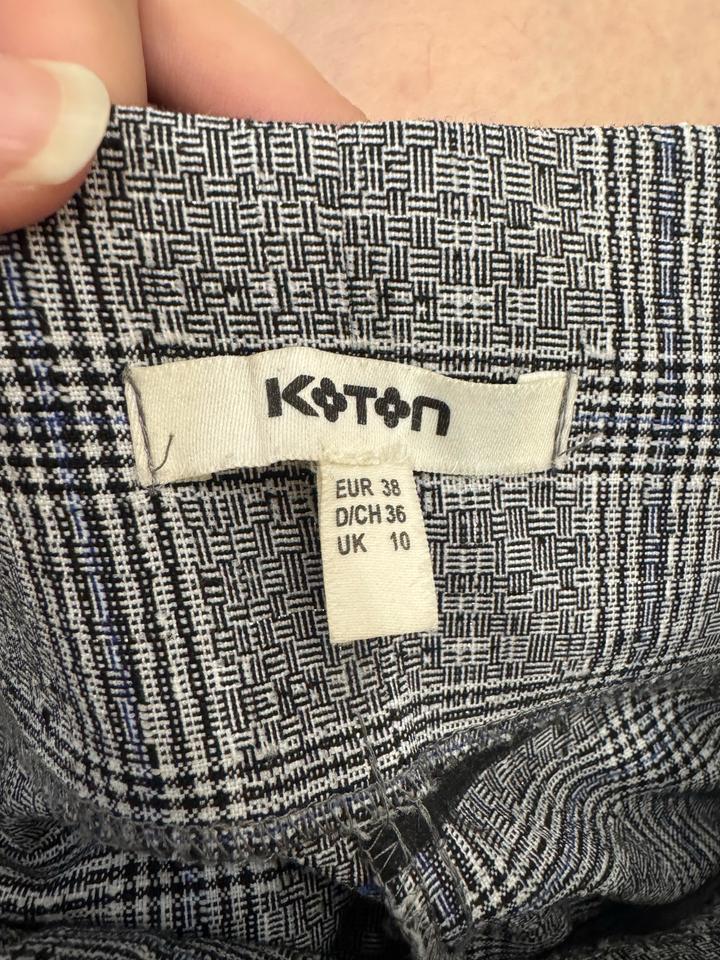 KOTON
EUR 38
D/CH 36
UK 10